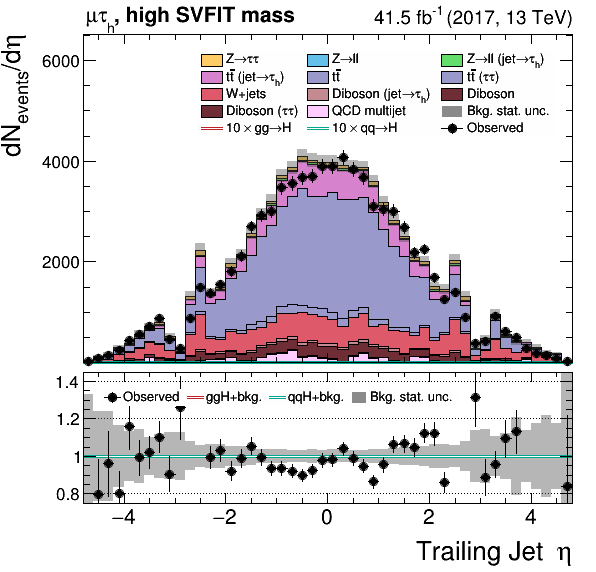 μτh, high SVFIT mass 41.5 fb⁻¹ (2017, 13 TeV)
dNevents/dη
6000
4000
2000
Z→ττ Z→ll Z→ll (jet→τh)
tt̄ (jet→τh) tt̄ tt̄ (ττ)
W+jets Diboson (jet→τh) Diboson
Diboson (ττ) QCD multijet Bkg. stat. unc.
10 × gg→H 10 × qq→H Observed
1.4
1.2
1
0.8
Observed ggH+bkg. qqH+bkg. Bkg. stat. unc.
−4 −2 0 2 4
Trailing Jet η